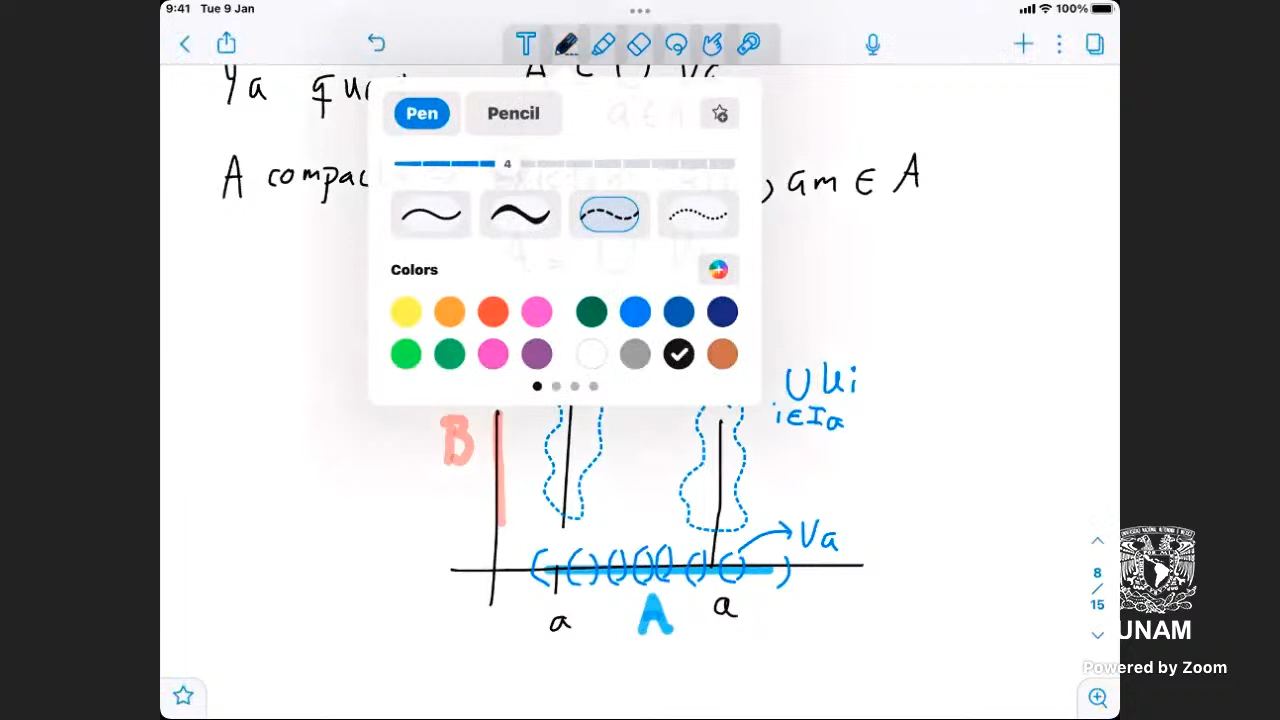 9:41 Tue 9 Jan
100%
Ya
Pen Pencil
4
A compac , am ∈ A
Colors
B
U Ui
i∈Ia
Va
a A a
8
/
15
UNAM
Powered by Zoom